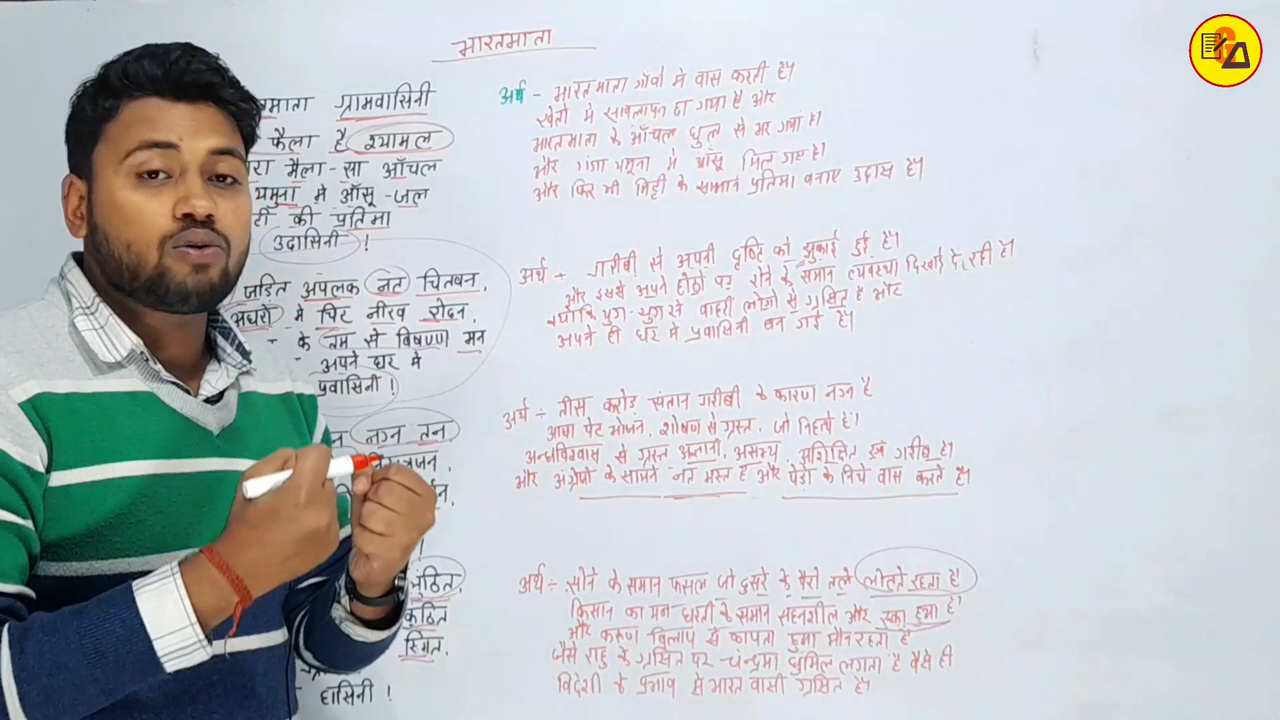 भारतमाता
माता ग्रामवासिनी
फैला है श्यामल
मैला - सा आँचल
यमुना मे आँसू -जल
की प्रतिमा
उदासिनी !
जड़ित अपलक नत चितवन,
अधरो मे चिर नीरव रोदन,
के तम से विषण्ण मन
अपने घर मे
प्रवासिनी !
नग्न तन,
कुंठित
स्मित,
हासिनी !
अर्थ - भारतमाता गाँवो मे वास करती है।
खेतो मे सावलापन छा गया है और
भारतमाता के आँचल धुल से भर गया है।
और गंगा यमुना मे आंसू मिल गए है।
और फिर भी मिट्टी के समान प्रतिमा बनाए उदास है।
अर्थ ÷ गरीबी से अपनी दृष्टि को झुकाई हुई है।
और इससे अपने होठो पर रोने के समान व्यवस्था दिखाई दे रही है।
क्योकि युग-युग से बाहरी लोगो से ग्रसित है और
अपने ही घर मे प्रवासिनी बन गई है।
अर्थ ÷ तीस करोड़ संतान गरीबी के कारण नग्न है
आधा पेट भोजन, शोषण से ग्रस्त, जो निहत्थे है।
अन्धविश्वास से ग्रस्त अज्ञानी, असभ्य, अशिक्षित एवं गरीब है।
और अंग्रेजो के सामने नत मस्त है और पेड़ो के निचे वास करते है।
अर्थ ÷ सोने के समान फसल जो दुसरे के पैरो तले लोटते रहता है
किसान का मन धरती के समान सहनशील और रुका हुआ है।
और करुण विलाप से कापता हुआ मौन रहता है
जैसे राहु के ग्रसित पर चंद्रमा धुमिल लगता है वैसे ही
विदेशी के प्रभाव से भारत वासी ग्रसित है।